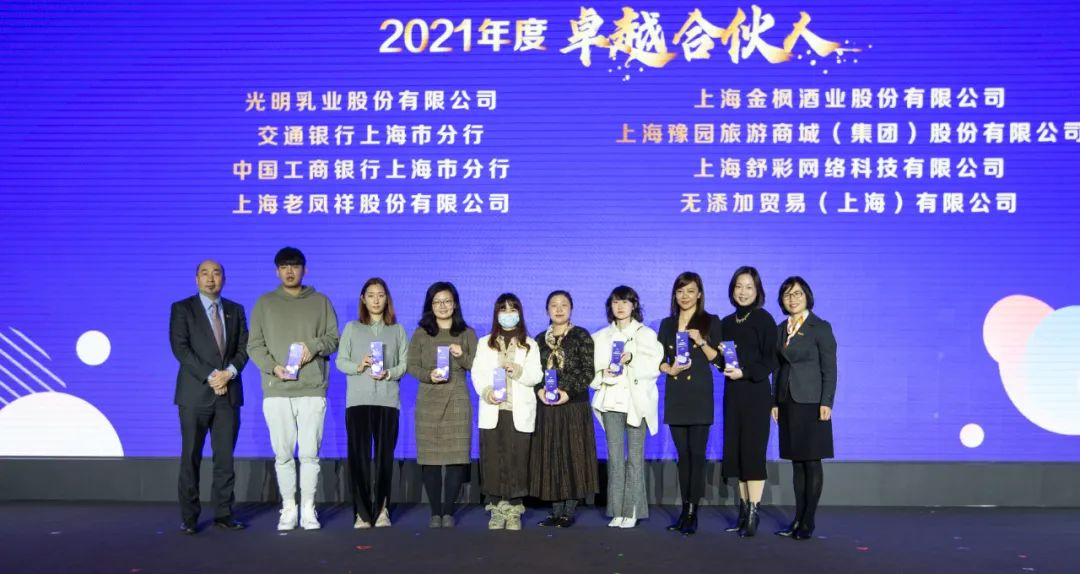 2021年度 卓越合伙人
光明乳业股份有限公司
交通银行上海市分行
中国工商银行上海市分行
上海老凤祥股份有限公司
上海金枫酒业股份有限公司
上海豫园旅游商城（集团）股份有限公司
上海舒彩网络科技有限公司
无添加贸易（上海）有限公司